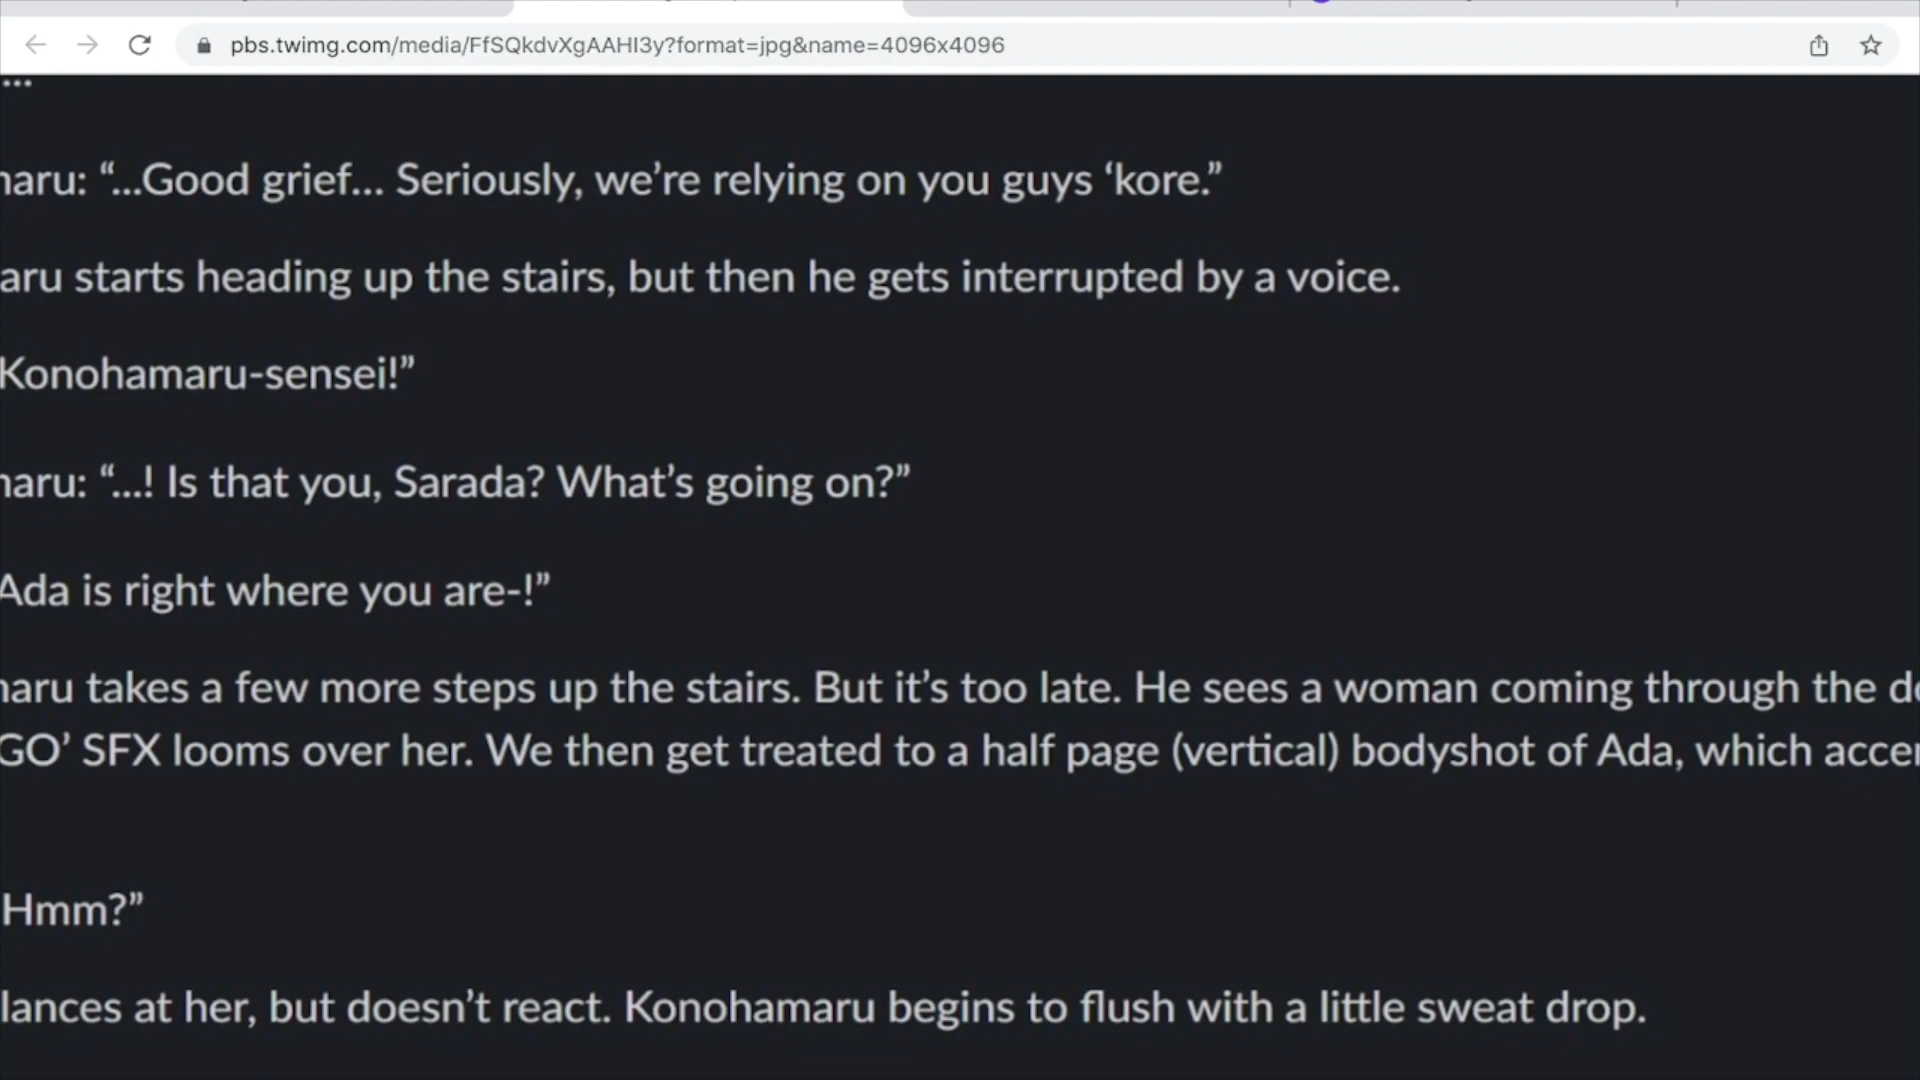 pbs.twimg.com/media/FfSQkdvXgAAHI3y?format=jpg&name=4096x4096
...
haru: “...Good grief... Seriously, we’re relying on you guys ‘kore.”
aru starts heading up the stairs, but then he gets interrupted by a voice.
Konohamaru-sensei!”
haru: “...! Is that you, Sarada? What’s going on?”
Ada is right where you are-!”
haru takes a few more steps up the stairs. But it’s too late. He sees a woman coming through the do
GO’ SFX looms over her. We then get treated to a half page (vertical) bodyshot of Ada, which accen
Hmm?”
lances at her, but doesn’t react. Konohamaru begins to flush with a little sweat drop.